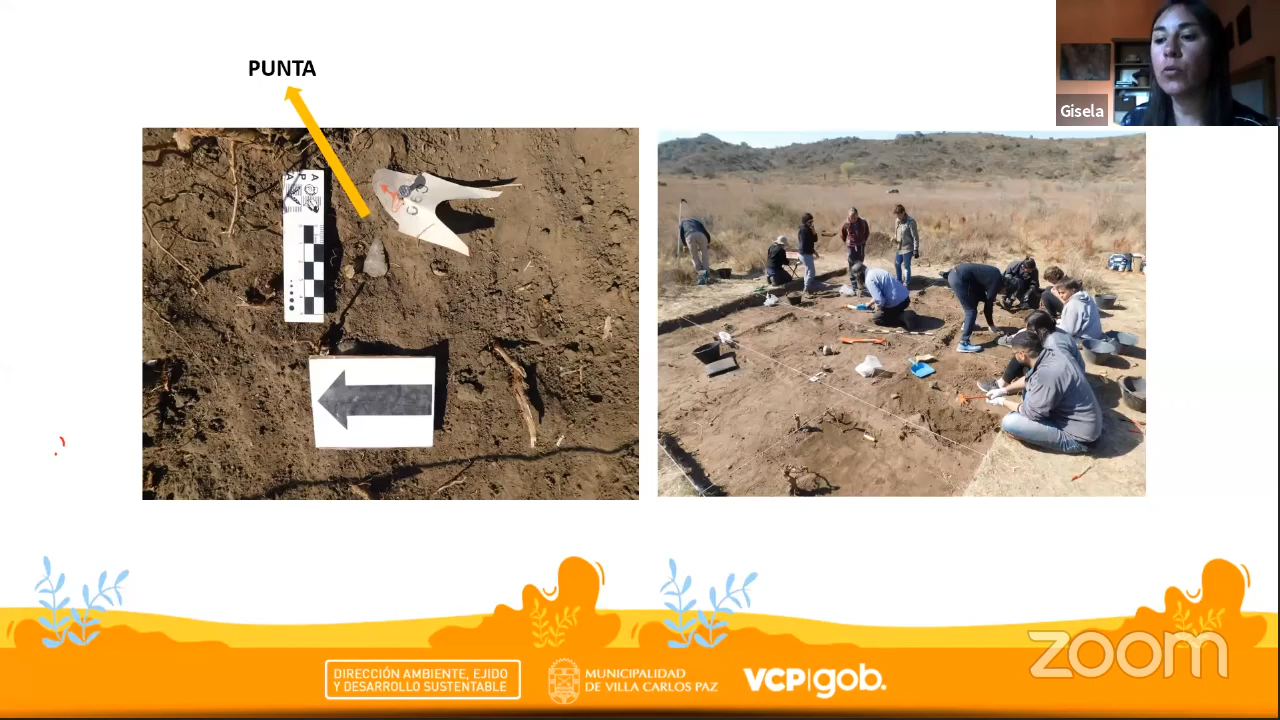 PUNTA
Gisela
zoom
DIRECCIÓN AMBIENTE, EJIDO
Y DESARROLLO SUSTENTABLE
MUNICIPALIDAD
DE VILLA CARLOS PAZ
VCP|gob.